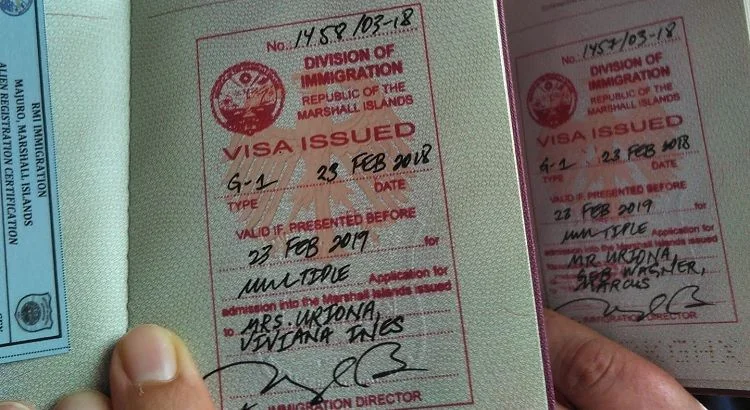 RMI IMMIGRATION
MAJURO, MARSHALL ISLANDS
ALIEN REGISTRATION CERTIFICATION
No. 1458/03-18
DIVISION OF
IMMIGRATION
REPUBLIC OF THE
MARSHALL ISLANDS
VISA ISSUED
G-1 23 FEB 2018
TYPE DATE
VALID IF PRESENTED BEFORE
23 FEB 2019 for
MULTIPLE Application for
admission into the Marshall Islands issued
to MRS. URIONA,
VIVIANA INES
IMMIGRATION DIRECTOR
No. 1457/03-18
DIVISION OF
IMMIGRATION
REPUBLIC OF THE
MARSHALL ISLANDS
VISA ISSUED
G-1 23 FEB 2018
TYPE DATE
VALID IF PRESENTED BEFORE
23 FEB 2019 for
MULTIPLE Application for
admission into the Marshall Islands issued
to MR. URIONA
GEB WAGNER,
MARCUS
IMMIGRATION DIRECTOR